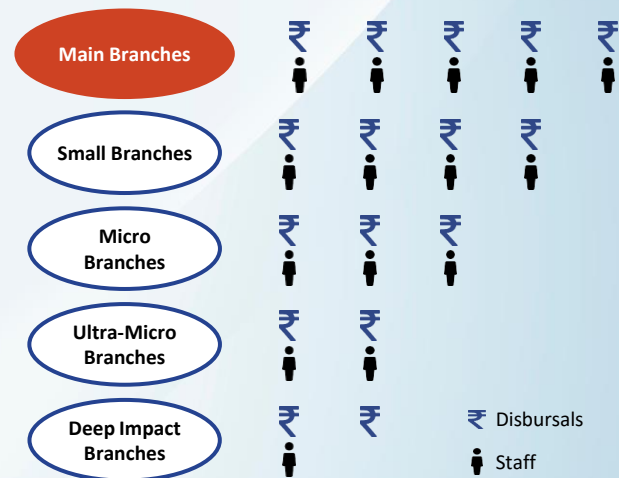 Main Branches
₹ ₹ ₹ ₹ ₹
Small Branches
₹ ₹ ₹ ₹
Micro
Branches
₹ ₹ ₹
Ultra-Micro
Branches
₹ ₹
Deep Impact
Branches
₹ ₹
₹ Disbursals
Staff